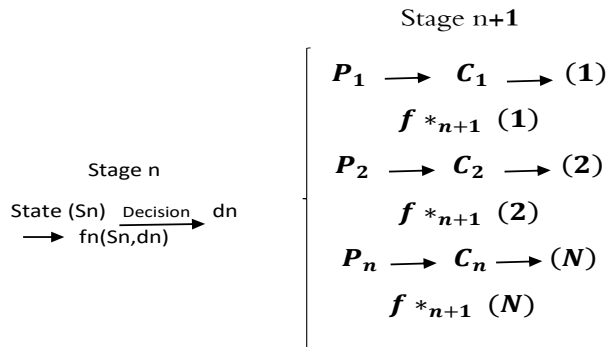 Stage n+1
P₁ ⟶ C₁ ⟶ (1)
f *ₙ₊₁ (1)
P₂ ⟶ C₂ ⟶ (2)
f *ₙ₊₁ (2)
Pₙ ⟶ Cₙ ⟶ (N)
f *ₙ₊₁ (N)
Stage n
State (Sn) Decision ⟶ dn
⟶ fn(Sn,dn)